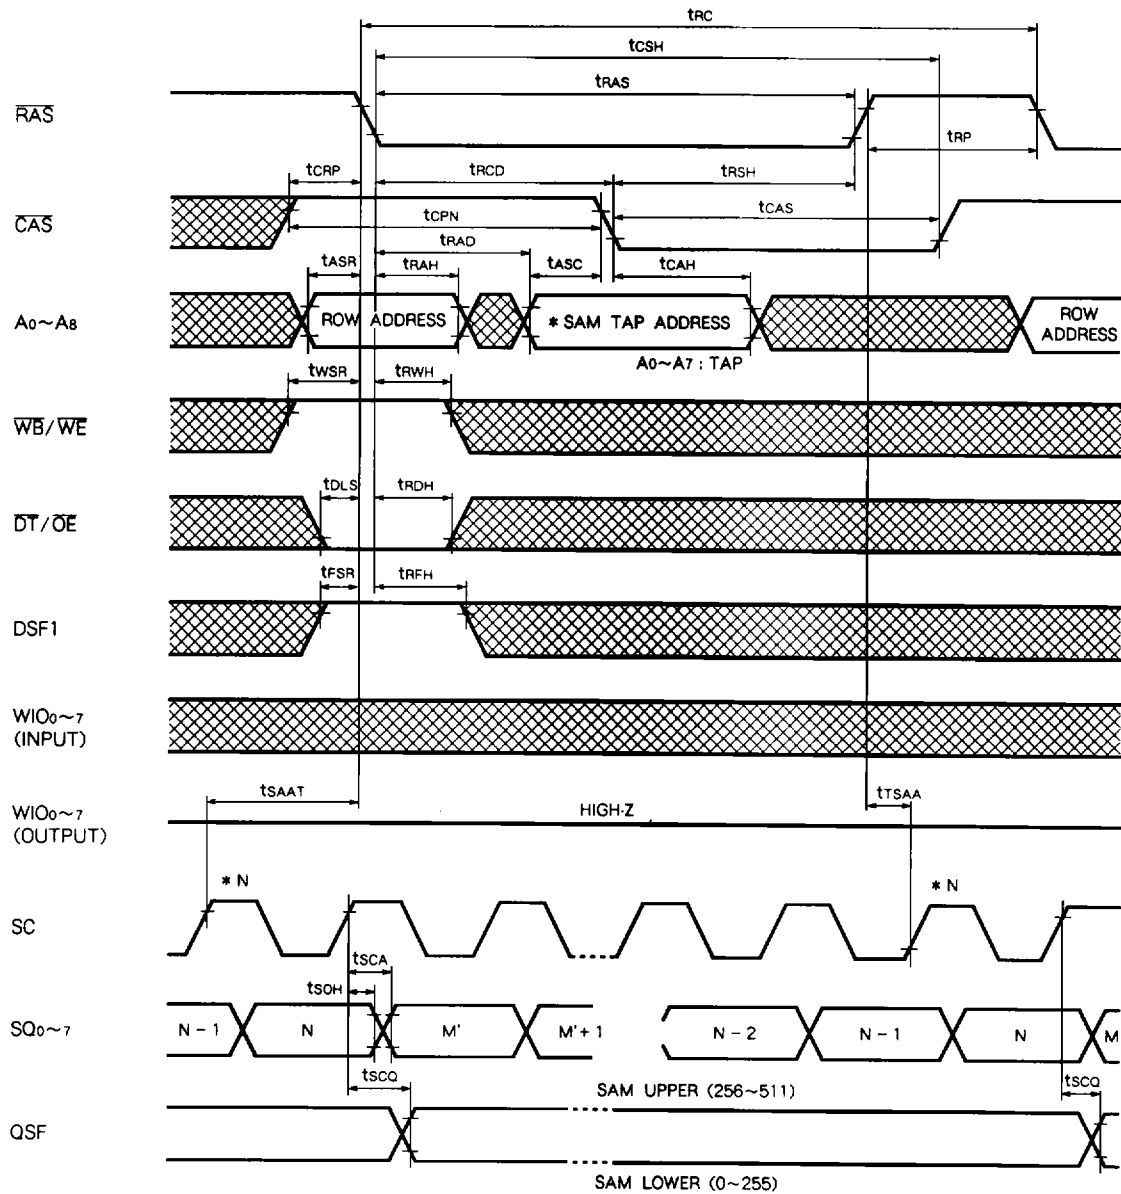 tRC
tCSH
tRAS
RAS
tRP
tCRP
tRCD
tRSH
CAS
tCPN
tCAS
tRAD
tASR
tRAH
tASC
tCAH
A0~A8
ROW ADDRESS
* SAM TAP ADDRESS
ROW
ADDRESS
A0~A7 : TAP
tWSR
tRWH
WB/WE
tDLS
tRDH
DT/OE
tFSR
tRFH
DSF1
WIO0~7
(INPUT)
tSAAT
tTSAA
WIO0~7
(OUTPUT)
HIGH-Z
* N
* N
SC
tSCA
tSOH
SQ0~7
N-1
N
M'
M'+1
N-2
N-1
N
M
tSCQ
SAM UPPER (256~511)
tSCQ
QSF
SAM LOWER (0~255)